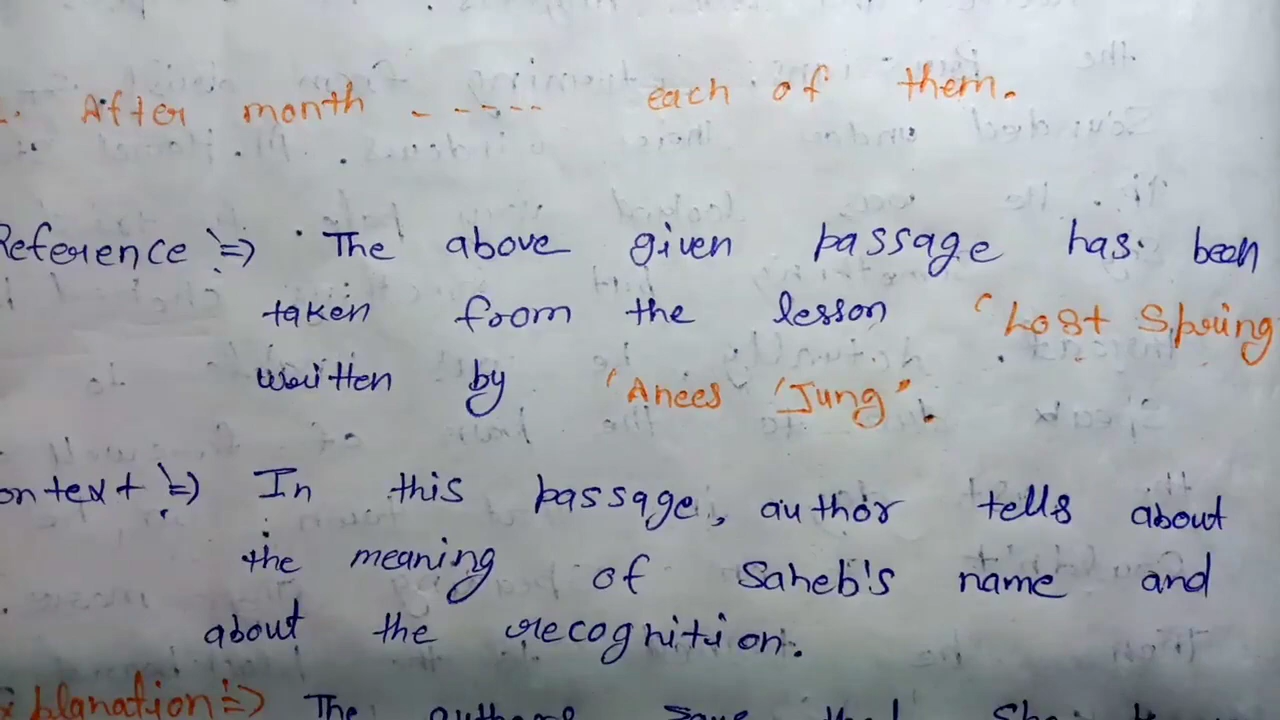 After month ----- each of them.
Reference :=> The above given passage has been
taken from the lesson 'Lost Spring
written by 'Anees 'Jung".
ontext :=> In this passage, author tells about
the meaning of Saheb's name and
about the recognition.
xplanation :=> The